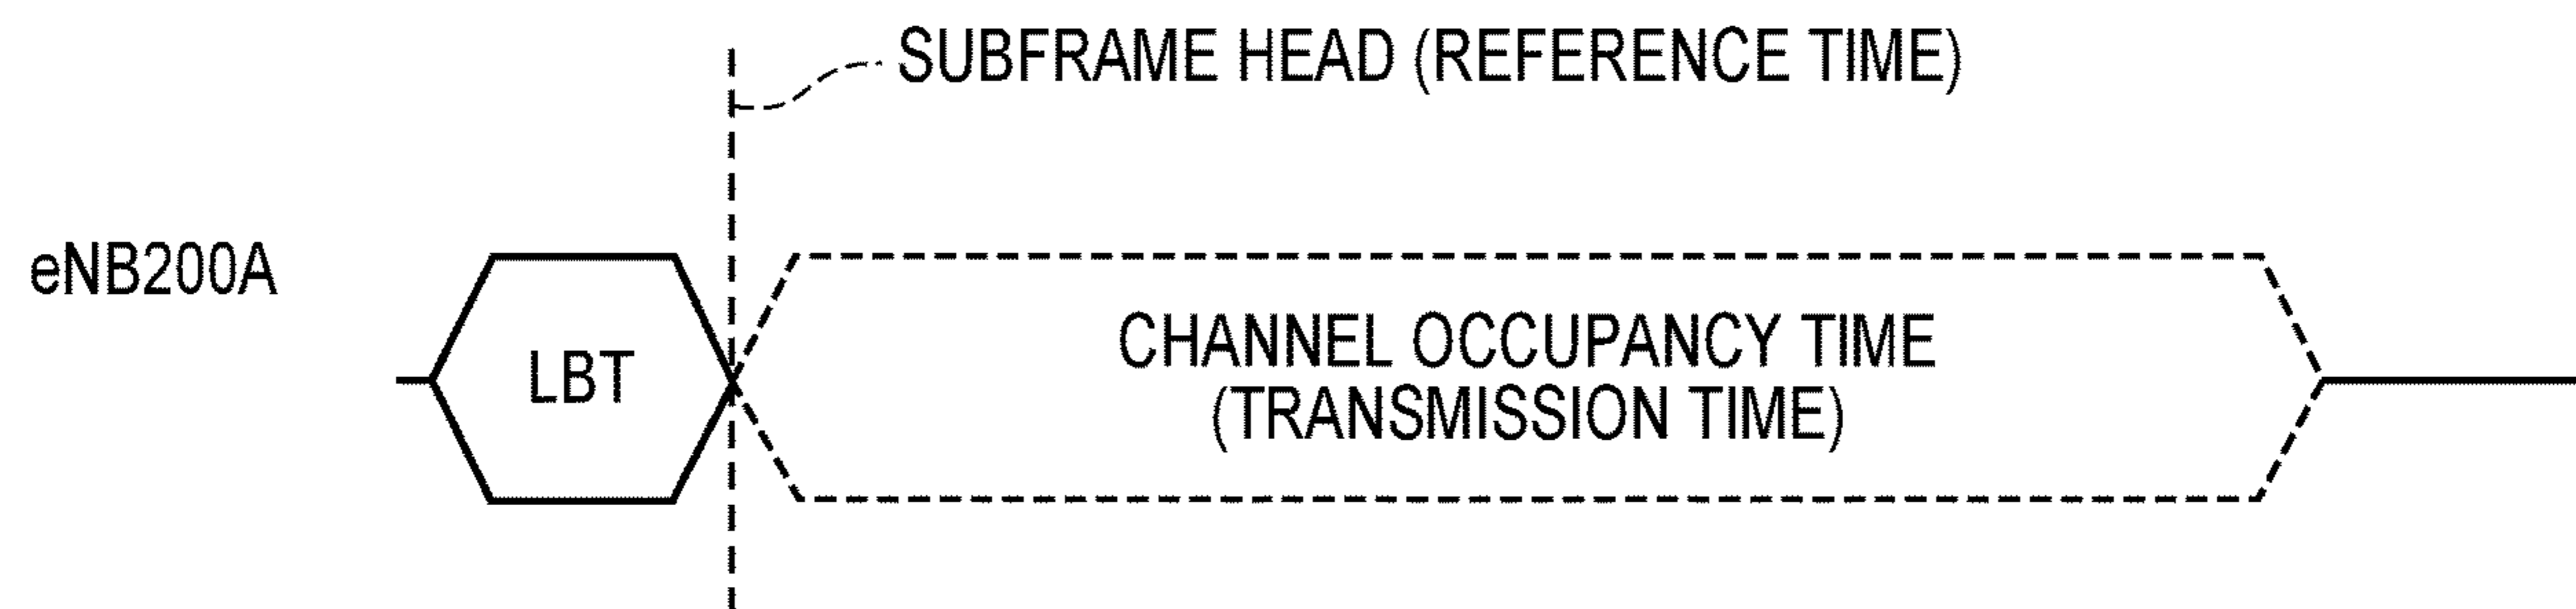 SUBFRAME HEAD (REFERENCE TIME)
eNB200A
LBT
CHANNEL OCCUPANCY TIME
(TRANSMISSION TIME)